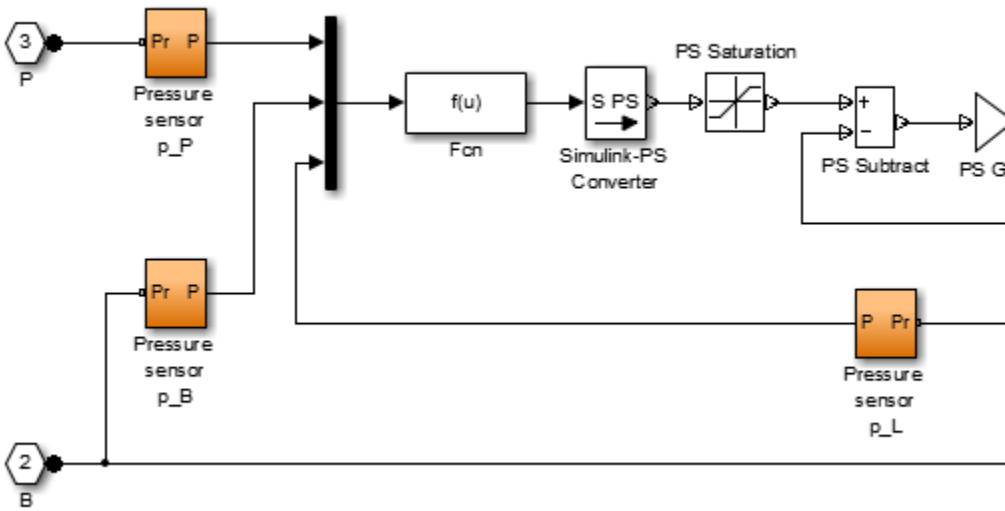 3
P
Pr P
Pressure
sensor
p_P
f(u)
Fcn
S PS
Simulink-PS
Converter
PS Saturation
+
−
PS Subtract
PS G
Pr P
Pressure
sensor
p_B
P Pr
Pressure
sensor
p_L
2
B